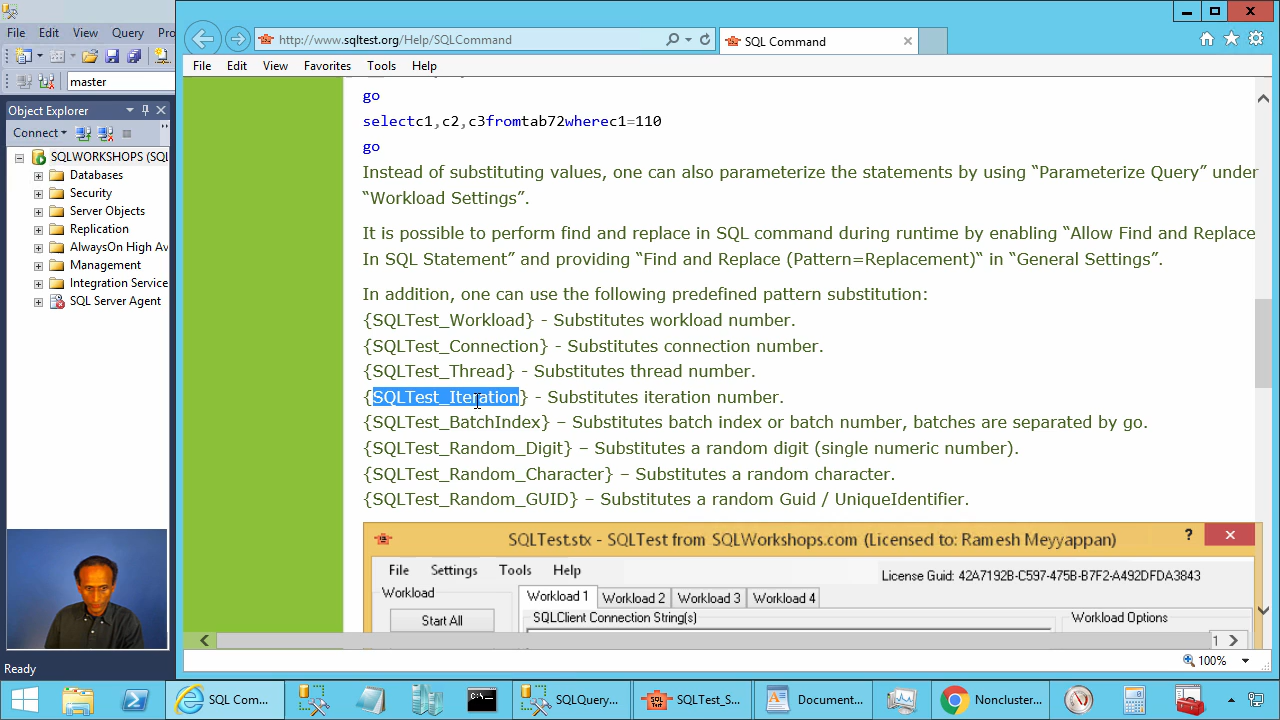 File Edit View Query Pro
master
Object Explorer
Connect
SQLWORKSHOPS (SQL
Databases
Security
Server Objects
Replication
AlwaysOn High Av
Management
Integration Service
SQL Server Agent
Ready
http://www.sqltest.org/Help/SQLCommand
SQL Command
File Edit View Favorites Tools Help
go
selectc1,c2,c3fromtab72wherec1=110
go
Instead of substituting values, one can also parameterize the statements by using “Parameterize Query” under
“Workload Settings”.
It is possible to perform find and replace in SQL command during runtime by enabling “Allow Find and Replace
In SQL Statement” and providing “Find and Replace (Pattern=Replacement)“ in “General Settings”.
In addition, one can use the following predefined pattern substitution:
{SQLTest_Workload} - Substitutes workload number.
{SQLTest_Connection} - Substitutes connection number.
{SQLTest_Thread} - Substitutes thread number.
{SQLTest_Iteration} - Substitutes iteration number.
{SQLTest_BatchIndex} – Substitutes batch index or batch number, batches are separated by go.
{SQLTest_Random_Digit} – Substitutes a random digit (single numeric number).
{SQLTest_Random_Character} – Substitutes a random character.
{SQLTest_Random_GUID} – Substitutes a random Guid / UniqueIdentifier.
SQLTest.stx - SQLTest from SQLWorkshops.com (Licensed to: Ramesh Meyyappan)
File Settings Tools Help
License Guid: 42A7192B-C597-475B-B7F2-A492DFDA3843
Workload
Workload 1 Workload 2 Workload 3 Workload 4
Start All
SQLClient Connection String(s)
Workload Options
1
100%
SQL Com...
SQLQuery...
SQLTest_S...
Document...
Noncluster...